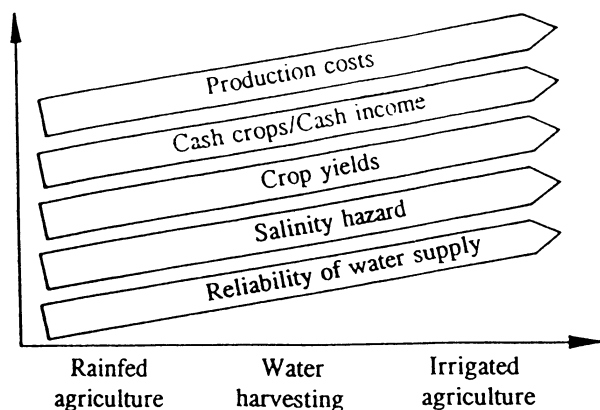 Production costs
Cash crops/Cash income
Crop yields
Salinity hazard
Reliability of water supply
Rainfed
agriculture
Water
harvesting
Irrigated
agriculture